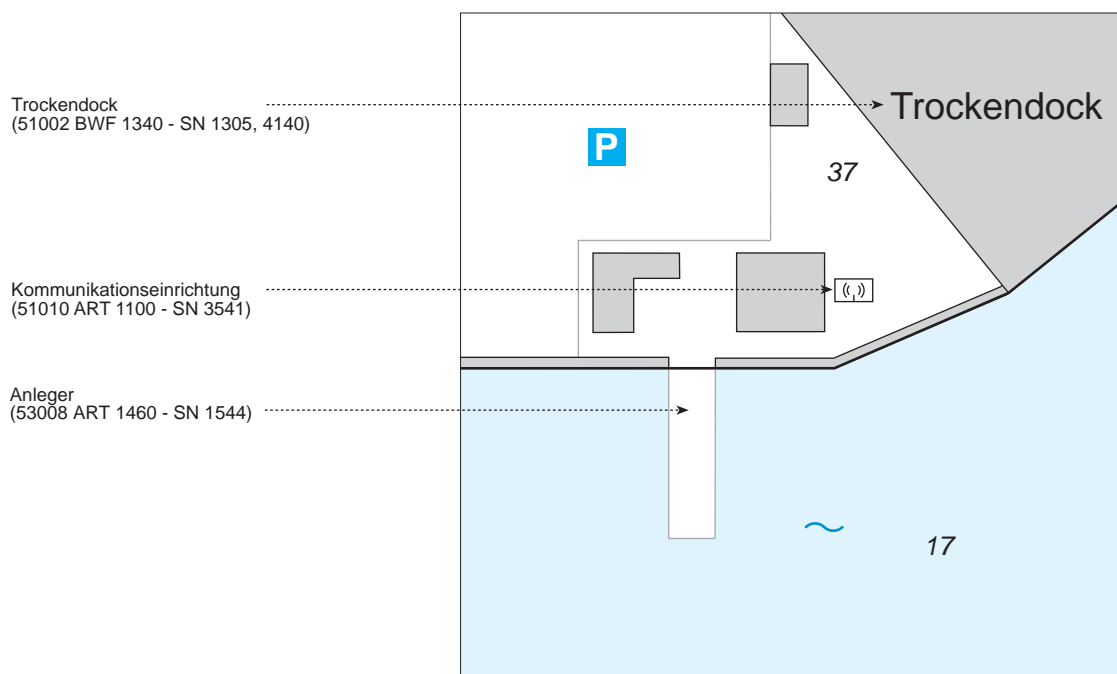 Trockendock
(51002 BWF 1340 - SN 1305, 4140)
Trockendock
P
37
Kommunikationseinrichtung
(51010 ART 1100 - SN 3541)
Anleger
(53008 ART 1460 - SN 1544)
17